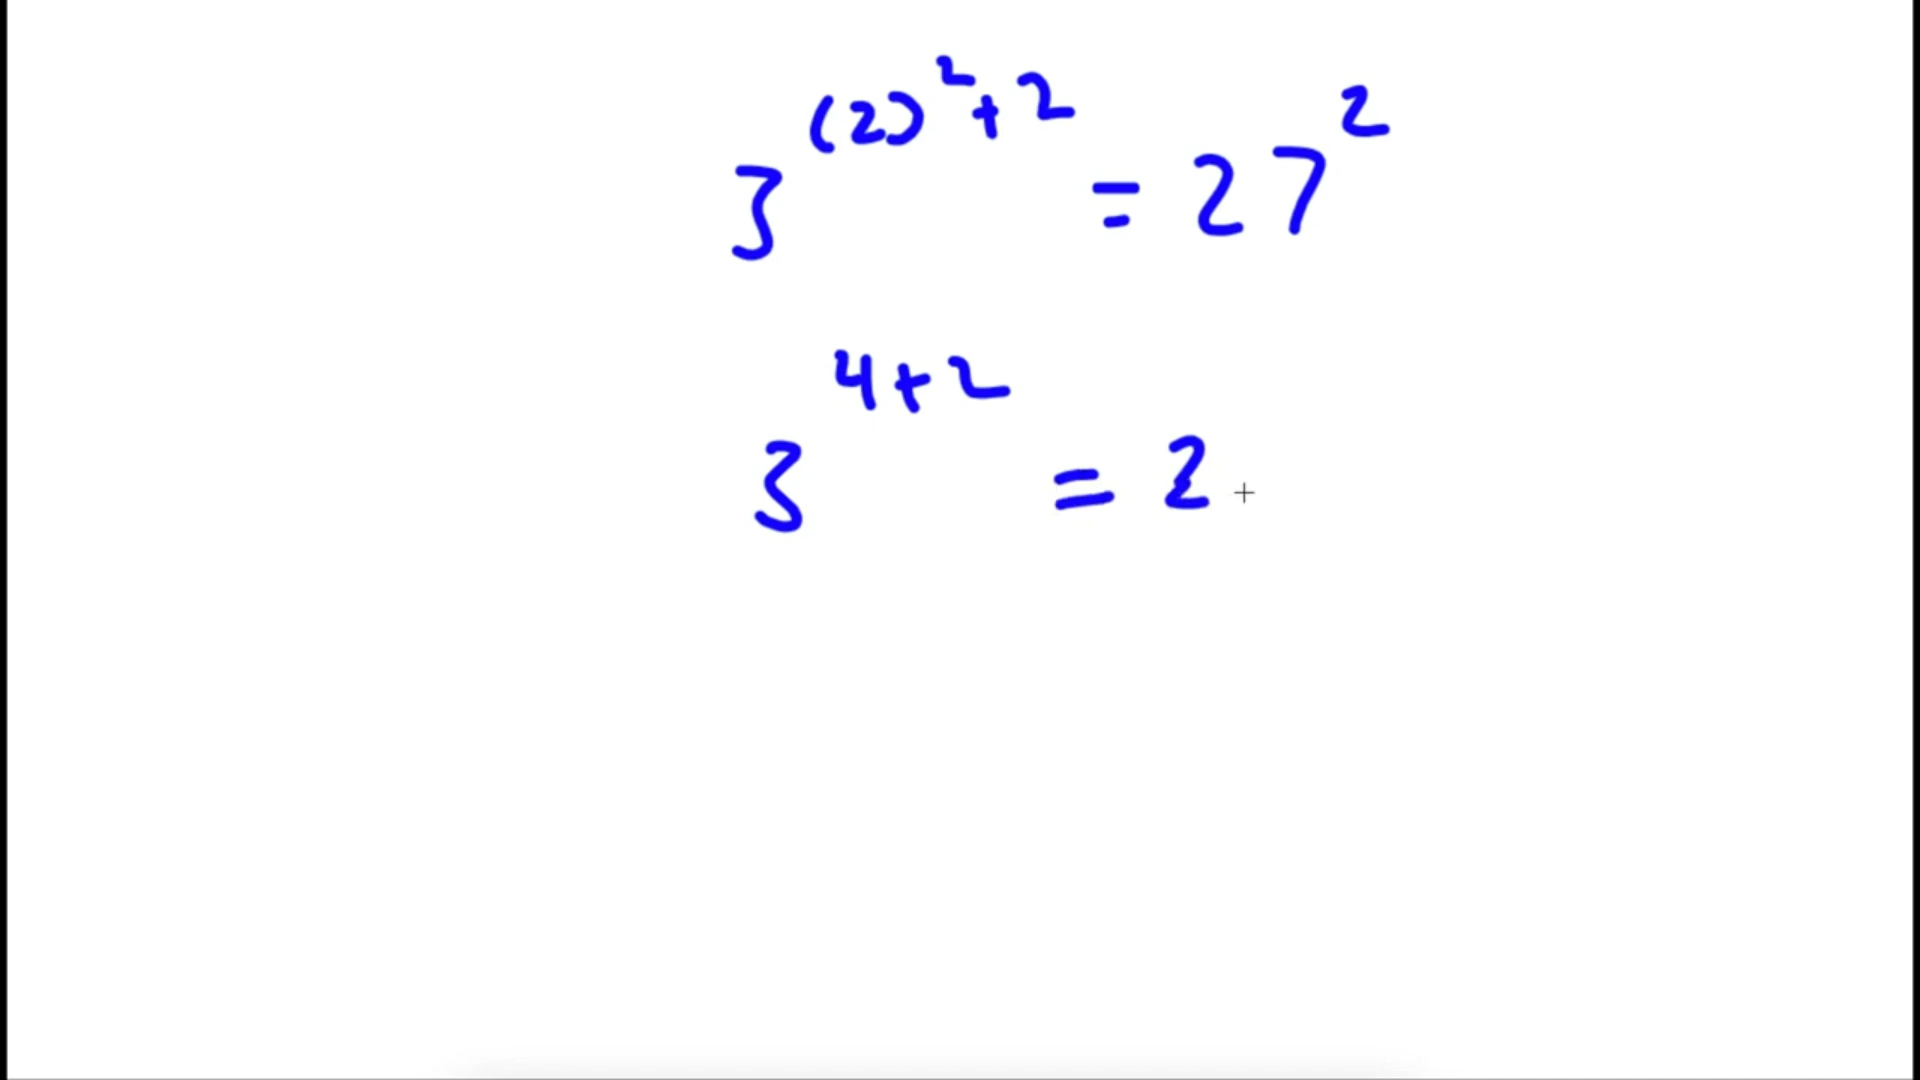 3^{(2)^2+2} = 27^2
3^{4+2} = 2